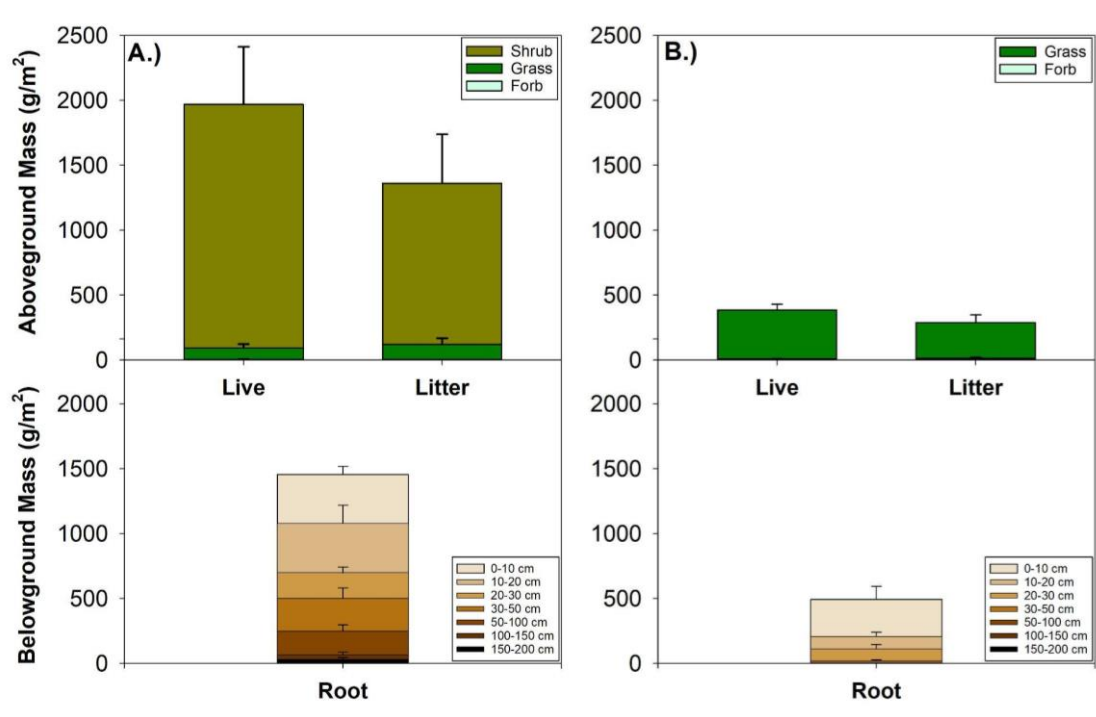 A.)
Shrub
Grass
Forb
Aboveground Mass (g/m²)
2500
2000
1500
1000
500
0
Live
Litter
B.)
Grass
Forb
2500
2000
1500
1000
500
0
Live
Litter
Belowground Mass (g/m²)
2000
1500
1000
500
0
0-10 cm
10-20 cm
20-30 cm
30-50 cm
50-100 cm
100-150 cm
150-200 cm
Root
2000
1500
1000
500
0
0-10 cm
10-20 cm
20-30 cm
30-50 cm
50-100 cm
100-150 cm
150-200 cm
Root